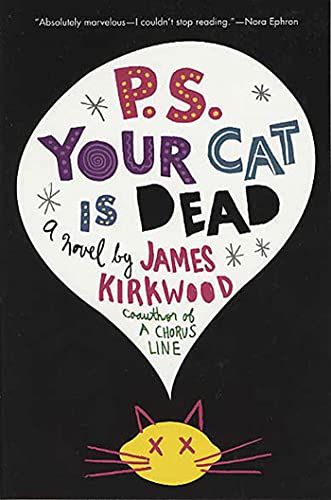 "Absolutely marvelous—I couldn't stop reading."—Nora Ephron
P.S.
YOUR CAT
IS DEAD
a novel by JAMES
KIRKWOOD
coauthor of
A CHORUS
LINE